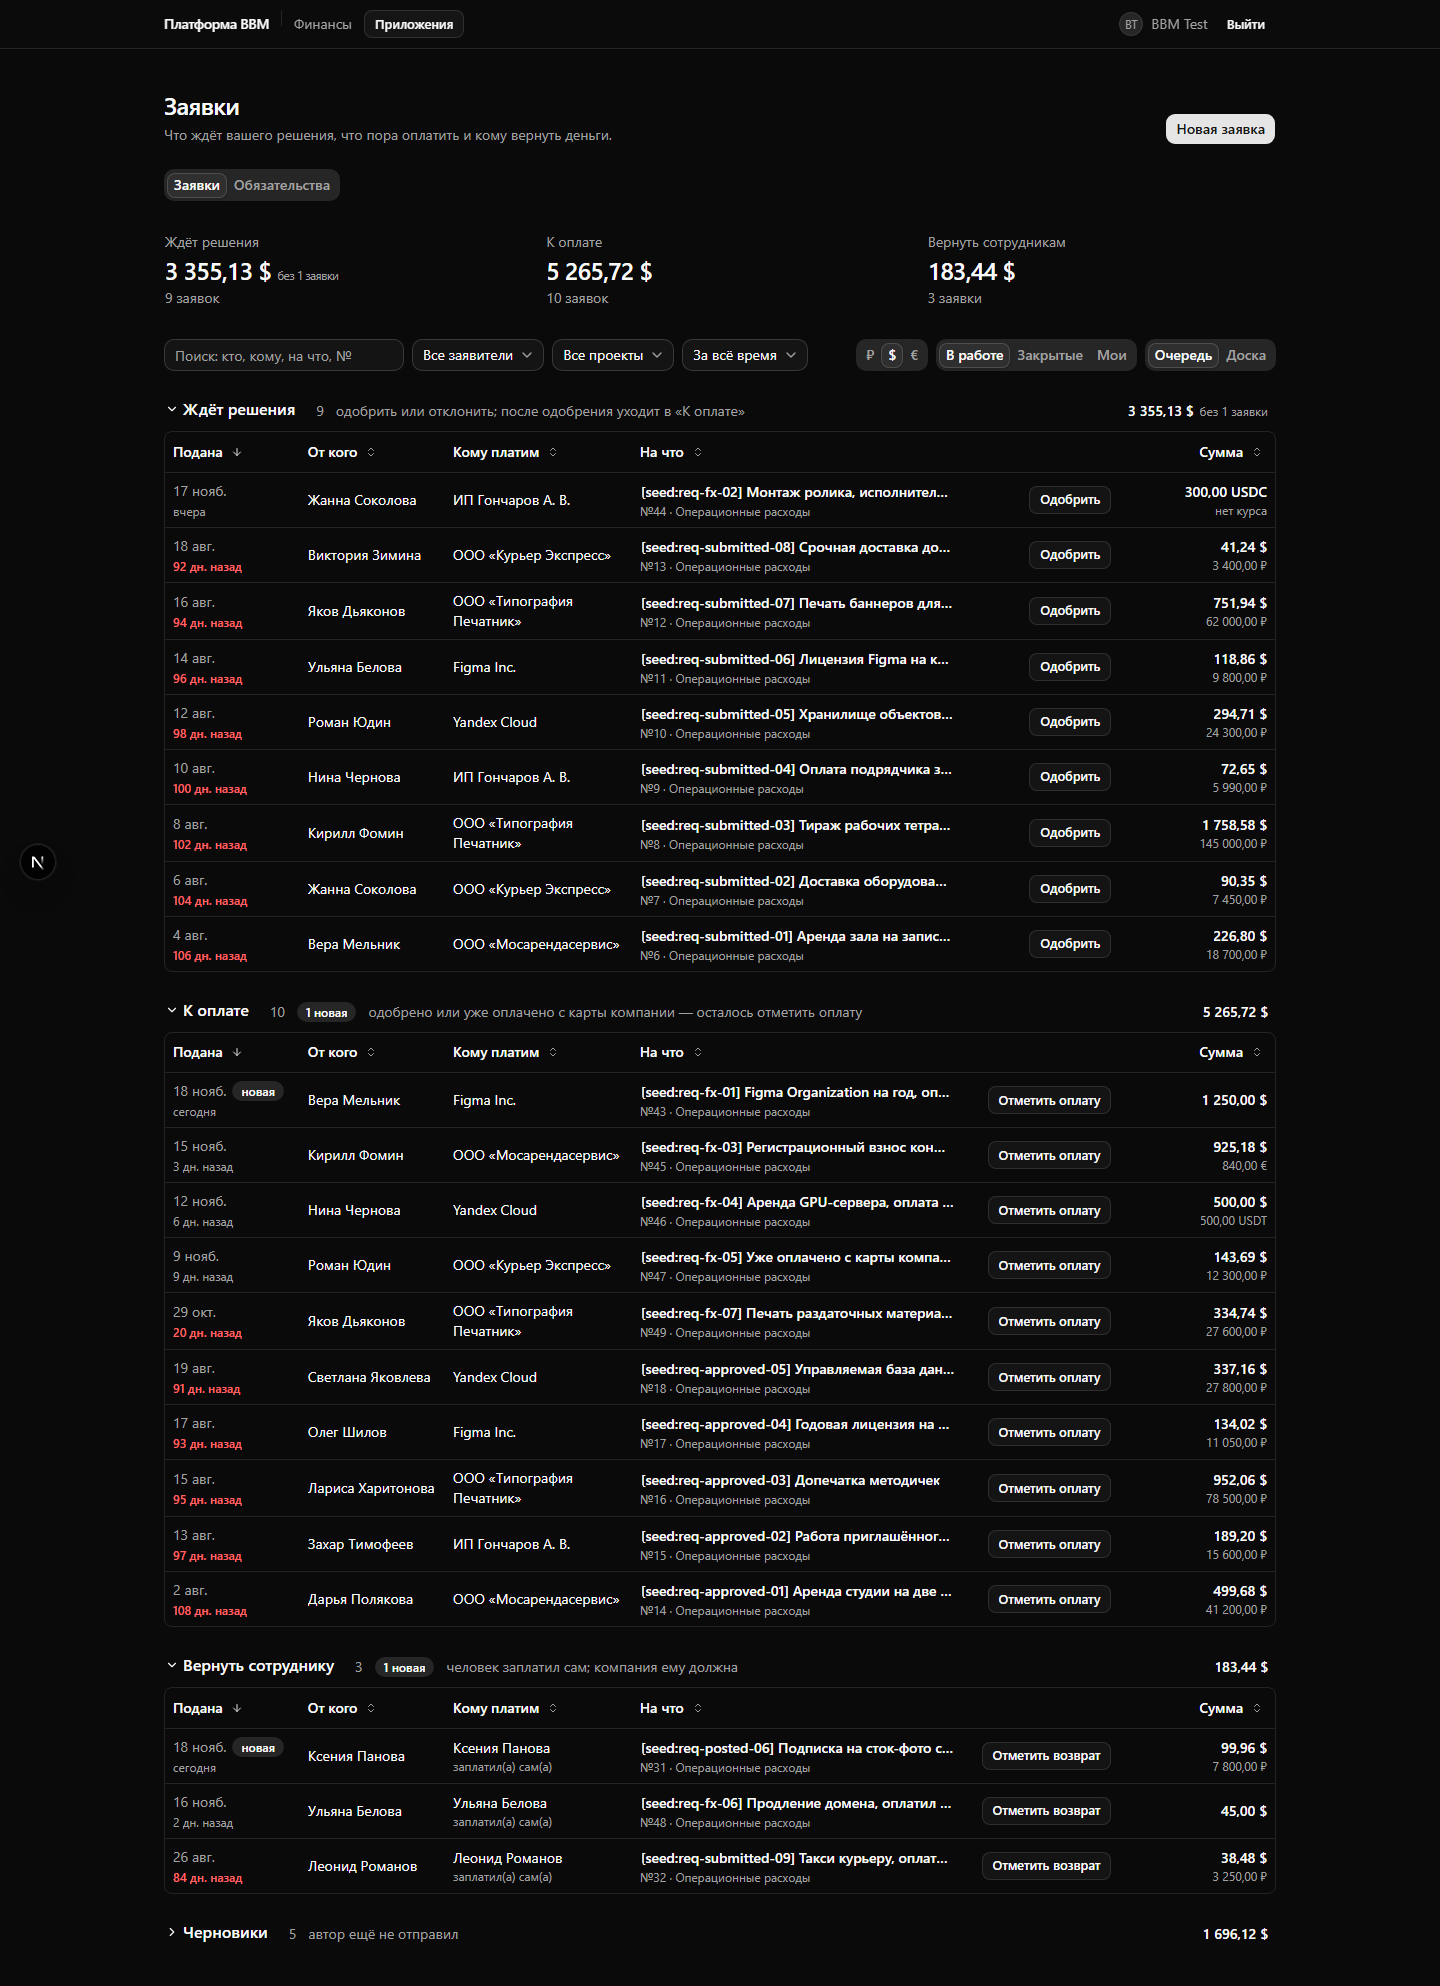 Платформа BBM Финансы Приложения BT BBM Test Выйти
Заявки
Что ждёт вашего решения, что пора оплатить и кому вернуть деньги.
Новая заявка
Заявки Обязательства
Ждёт решения К оплате Вернуть сотрудникам
3 355,13 $ без 1 заявки 5 265,72 $ 183,44 $
9 заявок 10 заявок 3 заявки
Поиск: кто, кому, на что, № Все заявители Все проекты За всё время ₽ $ € В работе Закрытые Мои Очередь Доска
Ждёт решения 9 одобрить или отклонить; после одобрения уходит в «К оплате» 3 355,13 $ без 1 заявки
Подана От кого Кому платим На что Сумма
17 нояб. Жанна Соколова ИП Гончаров А. В. [seed:req-fx-02] Монтаж ролика, исполнител... Одобрить 300,00 USDC
вчера №44 · Операционные расходы нет курса
18 авг. Виктория Зимина ООО «Курьер Экспресс» [seed:req-submitted-08] Срочная доставка до... Одобрить 41,24 $
92 дн. назад №13 · Операционные расходы 3 400,00 ₽
16 авг. Яков Дьяконов ООО «Типография Печатник» [seed:req-submitted-07] Печать баннеров для... Одобрить 751,94 $
94 дн. назад №12 · Операционные расходы 62 000,00 ₽
14 авг. Ульяна Белова Figma Inc. [seed:req-submitted-06] Лицензия Figma на к... Одобрить 118,86 $
96 дн. назад №11 · Операционные расходы 9 800,00 ₽
12 авг. Роман Юдин Yandex Cloud [seed:req-submitted-05] Хранилище объектов... Одобрить 294,71 $
98 дн. назад №10 · Операционные расходы 24 300,00 ₽
10 авг. Нина Чернова ИП Гончаров А. В. [seed:req-submitted-04] Оплата подрядчика з... Одобрить 72,65 $
100 дн. назад №9 · Операционные расходы 5 990,00 ₽
8 авг. Кирилл Фомин ООО «Типография Печатник» [seed:req-submitted-03] Тираж рабочих тетра... Одобрить 1 758,58 $
102 дн. назад №8 · Операционные расходы 145 000,00 ₽
6 авг. Жанна Соколова ООО «Курьер Экспресс» [seed:req-submitted-02] Доставка оборудова... Одобрить 90,35 $
104 дн. назад №7 · Операционные расходы 7 450,00 ₽
4 авг. Вера Мельник ООО «Мосарендасервис» [seed:req-submitted-01] Аренда зала на запис... Одобрить 226,80 $
106 дн. назад №6 · Операционные расходы 18 700,00 ₽
К оплате 10 1 новая одобрено или уже оплачено с карты компании — осталось отметить оплату 5 265,72 $
Подана От кого Кому платим На что Сумма
18 нояб. новая Вера Мельник Figma Inc. [seed:req-fx-01] Figma Organization на год, оп... Отметить оплату 1 250,00 $
сегодня №43 · Операционные расходы
15 нояб. Кирилл Фомин ООО «Мосарендасервис» [seed:req-fx-03] Регистрационный взнос кон... Отметить оплату 925,18 $
3 дн. назад №45 · Операционные расходы 840,00 €
12 нояб. Нина Чернова Yandex Cloud [seed:req-fx-04] Аренда GPU-сервера, оплата ... Отметить оплату 500,00 $
6 дн. назад №46 · Операционные расходы 500,00 USDT
9 нояб. Роман Юдин ООО «Курьер Экспресс» [seed:req-fx-05] Уже оплачено с карты компа... Отметить оплату 143,69 $
9 дн. назад №47 · Операционные расходы 12 300,00 ₽
29 окт. Яков Дьяконов ООО «Типография Печатник» [seed:req-fx-07] Печать раздаточных материа... Отметить оплату 334,74 $
20 дн. назад №49 · Операционные расходы 27 600,00 ₽
19 авг. Светлана Яковлева Yandex Cloud [seed:req-approved-05] Управляемая база дан... Отметить оплату 337,16 $
91 дн. назад №18 · Операционные расходы 27 800,00 ₽
17 авг. Олег Шилов Figma Inc. [seed:req-approved-04] Годовая лицензия на ... Отметить оплату 134,02 $
93 дн. назад №17 · Операционные расходы 11 050,00 ₽
15 авг. Лариса Харитонова ООО «Типография Печатник» [seed:req-approved-03] Допечатка методичек Отметить оплату 952,06 $
95 дн. назад №16 · Операционные расходы 78 500,00 ₽
13 авг. Захар Тимофеев ИП Гончаров А. В. [seed:req-approved-02] Работа приглашённог... Отметить оплату 189,20 $
97 дн. назад №15 · Операционные расходы 15 600,00 ₽
2 авг. Дарья Полякова ООО «Мосарендасервис» [seed:req-approved-01] Аренда студии на две ... Отметить оплату 499,68 $
108 дн. назад №14 · Операционные расходы 41 200,00 ₽
Вернуть сотруднику 3 1 новая человек заплатил сам; компания ему должна 183,44 $
Подана От кого Кому платим На что Сумма
18 нояб. новая Ксения Панова Ксения Панова [seed:req-posted-06] Подписка на сток-фото с... Отметить возврат 99,96 $
сегодня заплатил(а) сам(а) №31 · Операционные расходы 7 800,00 ₽
16 нояб. Ульяна Белова Ульяна Белова [seed:req-fx-06] Продление домена, оплатил ... Отметить возврат 45,00 $
2 дн. назад заплатил(а) сам(а) №48 · Операционные расходы
26 авг. Леонид Романов Леонид Романов [seed:req-submitted-09] Такси курьеру, оплат... Отметить возврат 38,48 $
84 дн. назад заплатил(а) сам(а) №32 · Операционные расходы 3 250,00 ₽
Черновики 5 автор ещё не отправил 1 696,12 $